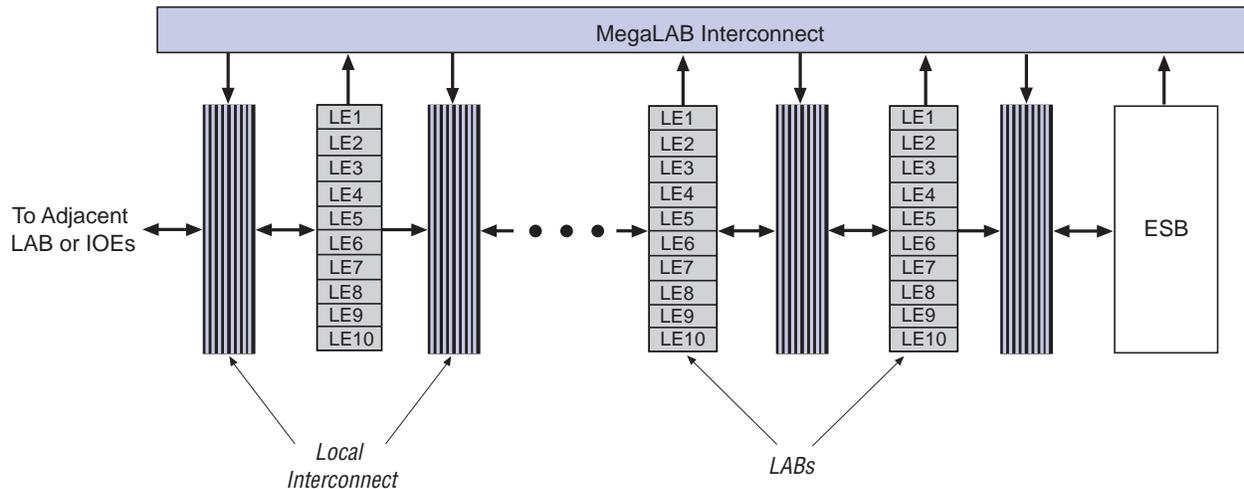 MegaLAB Interconnect
LE1
LE2
LE3
LE4
LE5
LE6
LE7
LE8
LE9
LE10
LE1
LE2
LE3
LE4
LE5
LE6
LE7
LE8
LE9
LE10
LE1
LE2
LE3
LE4
LE5
LE6
LE7
LE8
LE9
LE10
To Adjacent
LAB or IOEs
ESB
Local
Interconnect
LABs